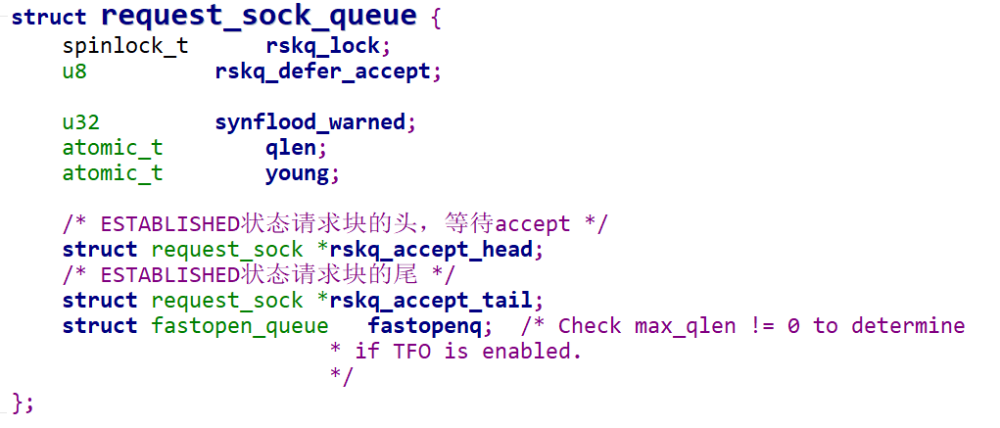 struct request_sock_queue {
spinlock_t rskq_lock;
u8 rskq_defer_accept;
u32 synflood_warned;
atomic_t qlen;
atomic_t young;
/* ESTABLISHED状态请求块的头，等待accept */
struct request_sock *rskq_accept_head;
/* ESTABLISHED状态请求块的尾 */
struct request_sock *rskq_accept_tail;
struct fastopen_queue fastopenq; /* Check max_qlen != 0 to determine
* if TFO is enabled.
*/
};